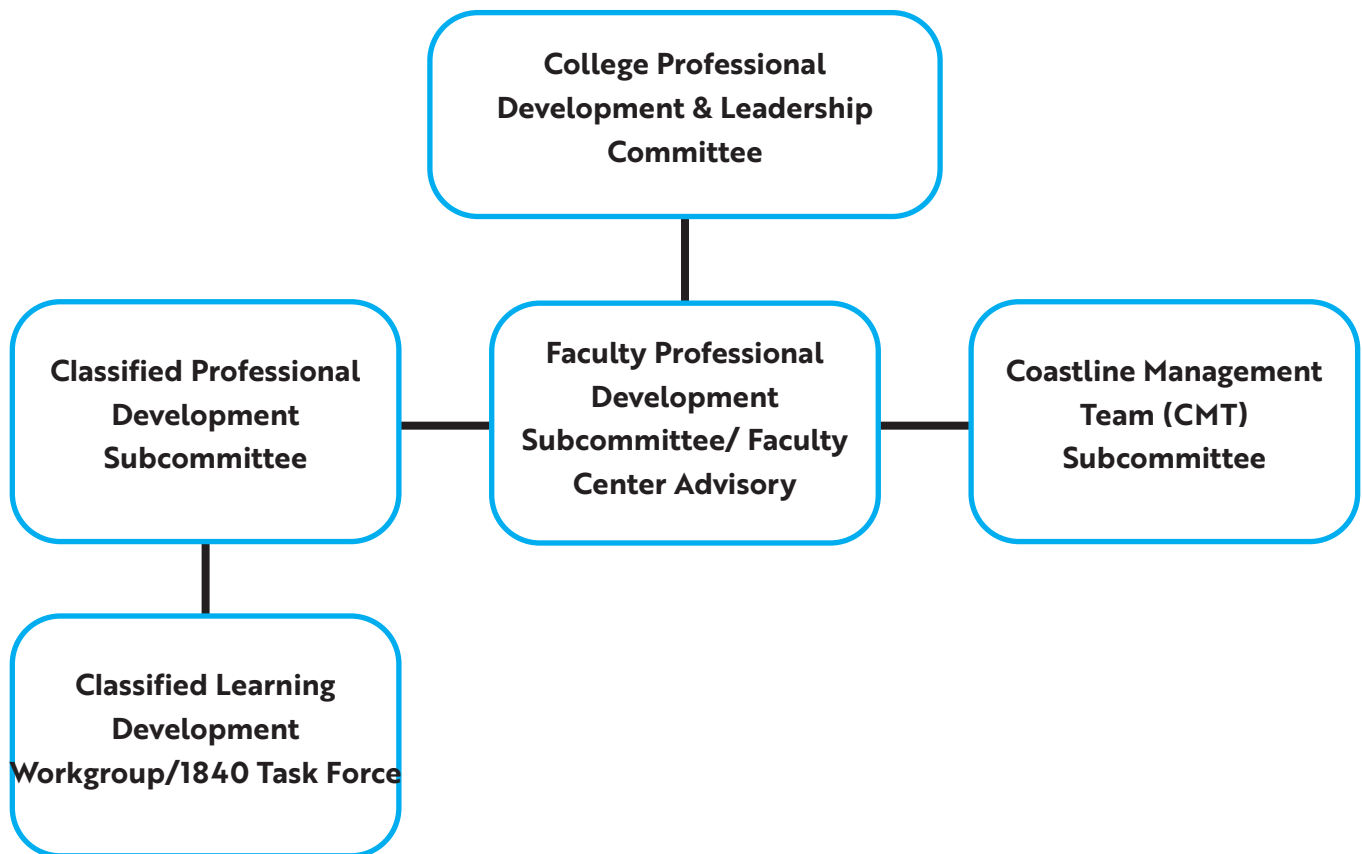 College Professional
Development & Leadership
Committee
Classified Professional
Development
Subcommittee
Faculty Professional
Development
Subcommittee/ Faculty
Center Advisory
Coastline Management
Team (CMT)
Subcommittee
Classified Learning
Development
Workgroup/1840 Task Force